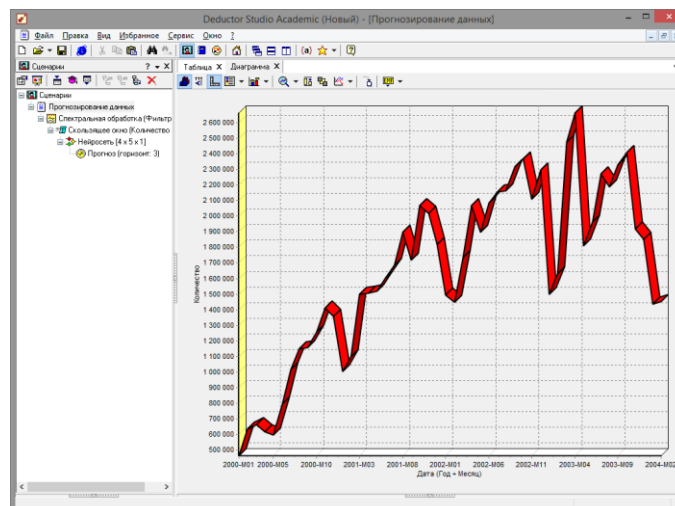 Deductor Studio Academic (Новый) - [Прогнозирование данных]
Файл Правка Вид Избранное Сервис Окно ?
Сценарии ?
Сценарии
Прогнозирование данных
Спектральная обработка (Фильтр
Скользящее окно (Количество
Нейросеть [4 x 5 x 1]
Прогноз (горизонт: 3)
Таблица X Диаграмма X
2 600 000
2 500 000
2 400 000
2 300 000
2 200 000
2 100 000
2 000 000
1 900 000
1 800 000
1 700 000
1 600 000
1 500 000
1 400 000
1 300 000
1 200 000
1 100 000
1 000 000
900 000
800 000
700 000
600 000
500 000
Количество
2000-M01 2000-M05 2000-M10 2001-M03 2001-M08 2002-M01 2002-M06 2002-M11 2003-M04 2003-M09 2004-M02
Дата (Год + Месяц)